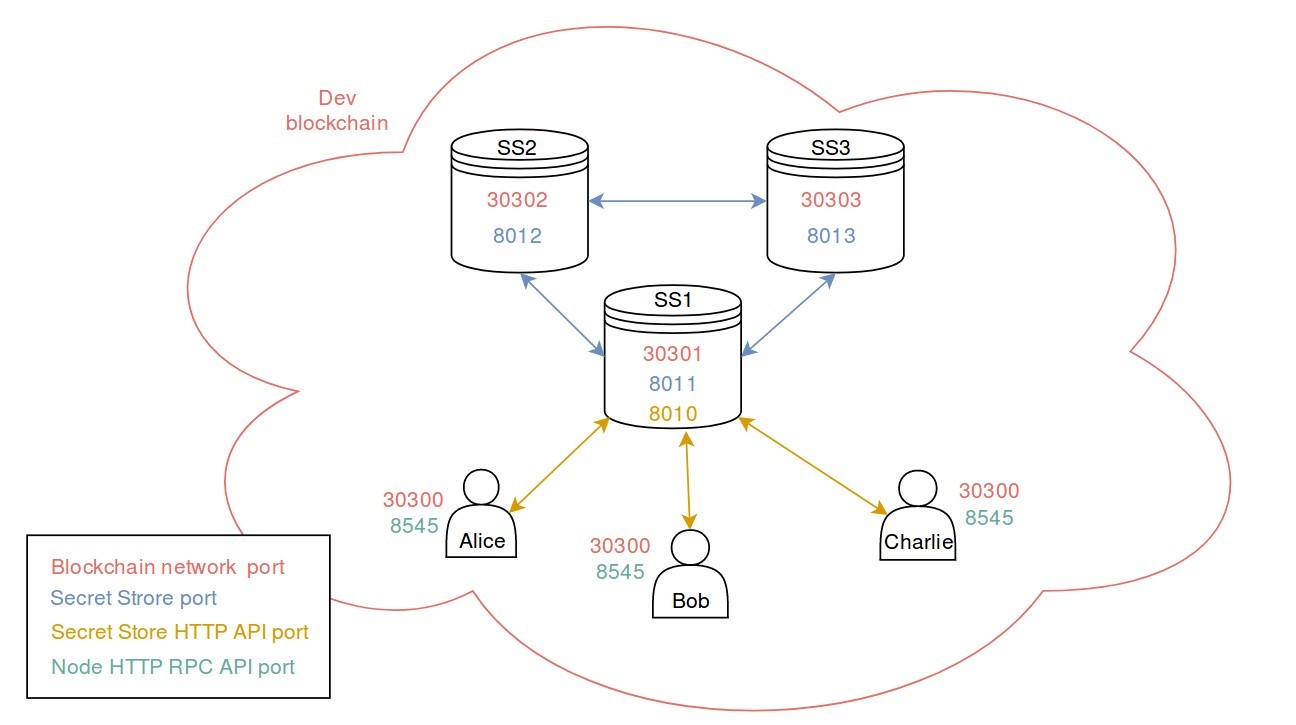 Dev
blockchain
SS2
30302
8012
SS3
30303
8013
SS1
30301
8011
8010
30300
8545
Alice
30300
8545
Bob
Charlie
30300
8545
Blockchain network port
Secret Strore port
Secret Store HTTP API port
Node HTTP RPC API port